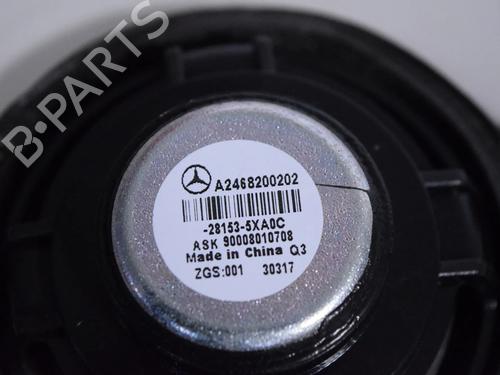 B-PARTS
A2468200202
-28153-5XA0C
ASK 90008010708
Made in China Q3
ZGS:001 30317